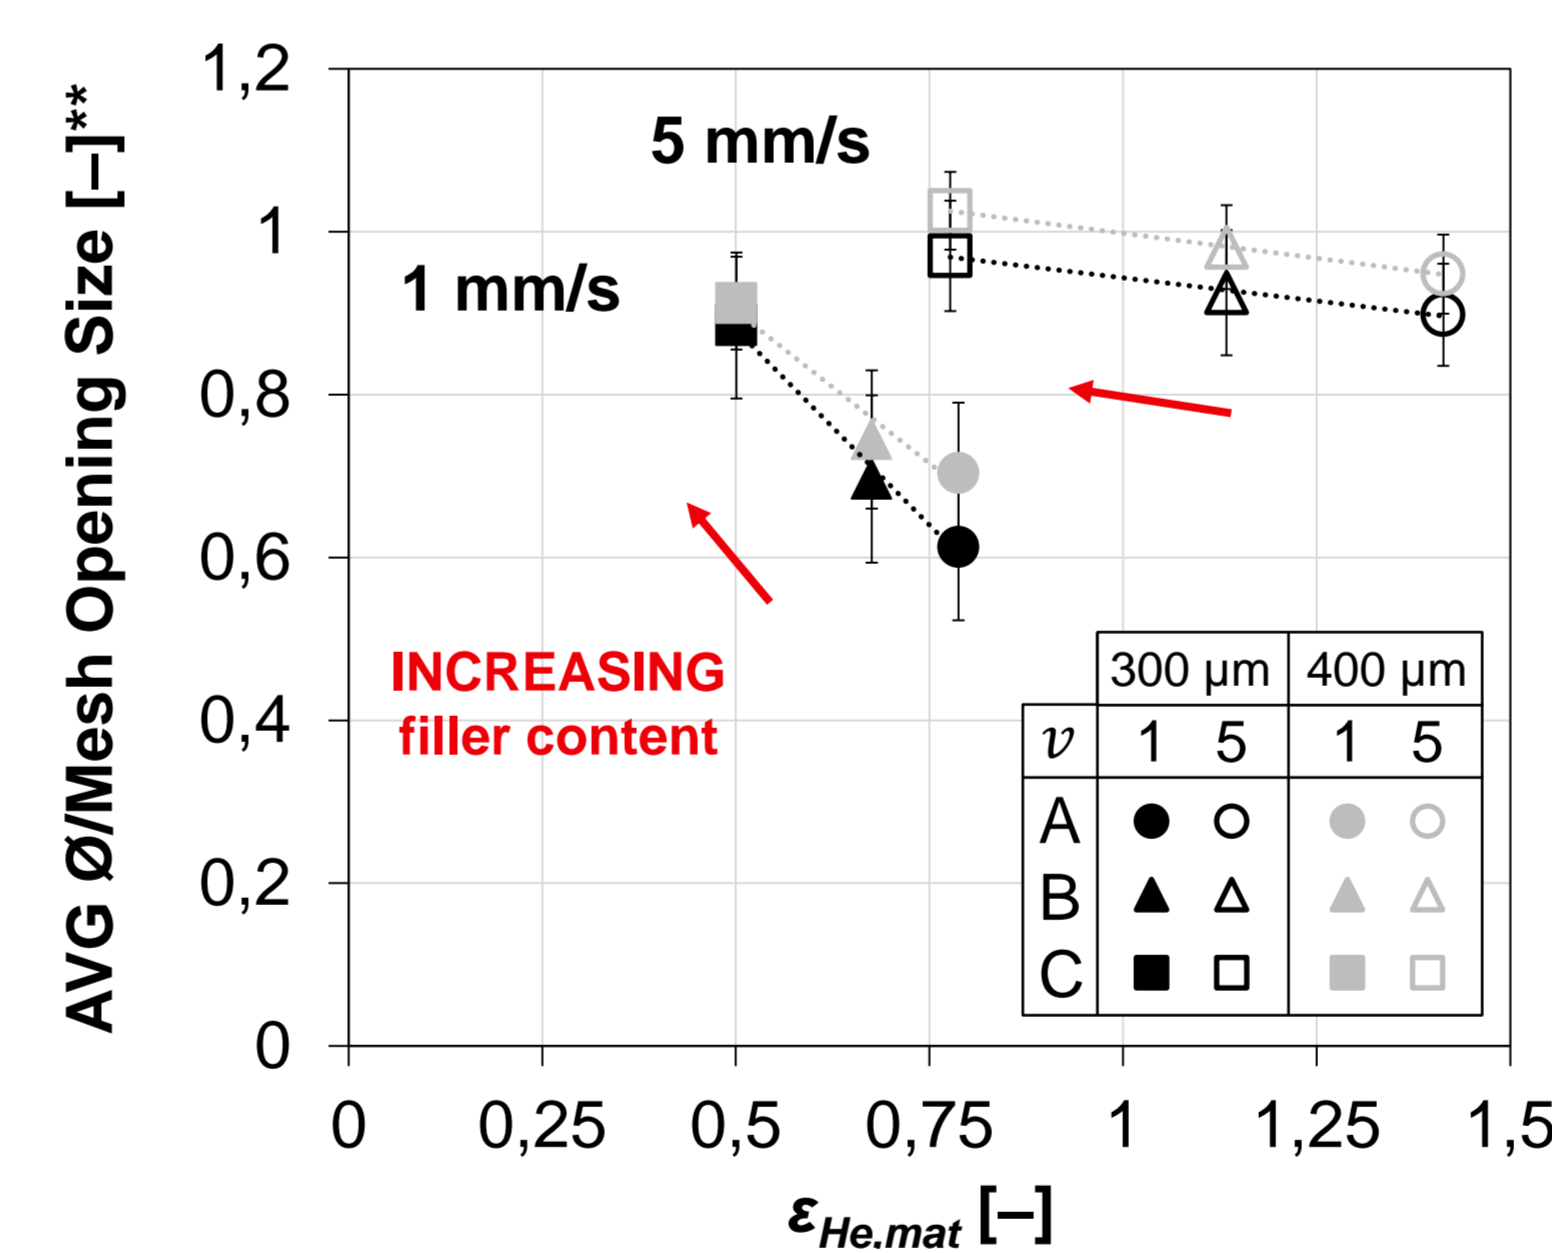 AVG Ø/Mesh Opening Size [–]**
1,2
1
0,8
0,6
0,4
0,2
0
5 mm/s
1 mm/s
INCREASING
filler content
300 µm 400 µm
v 1 5 1 5
A
B
C
0 0,25 0,5 0,75 1 1,25 1,5
εHe,mat [–]